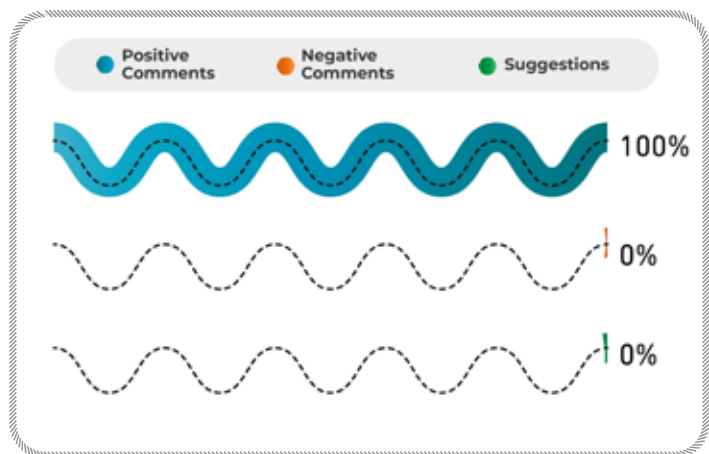 Positive
Comments
Negative
Comments
Suggestions
100%
0%
0%